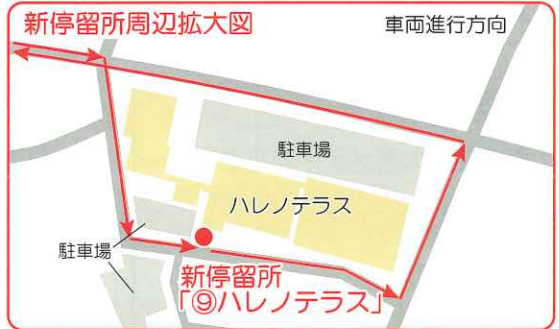 新停留所周辺拡大図
車両進行方向
駐車場
ハレノテラス
駐車場
新停留所
「⑨ハレノテラス」